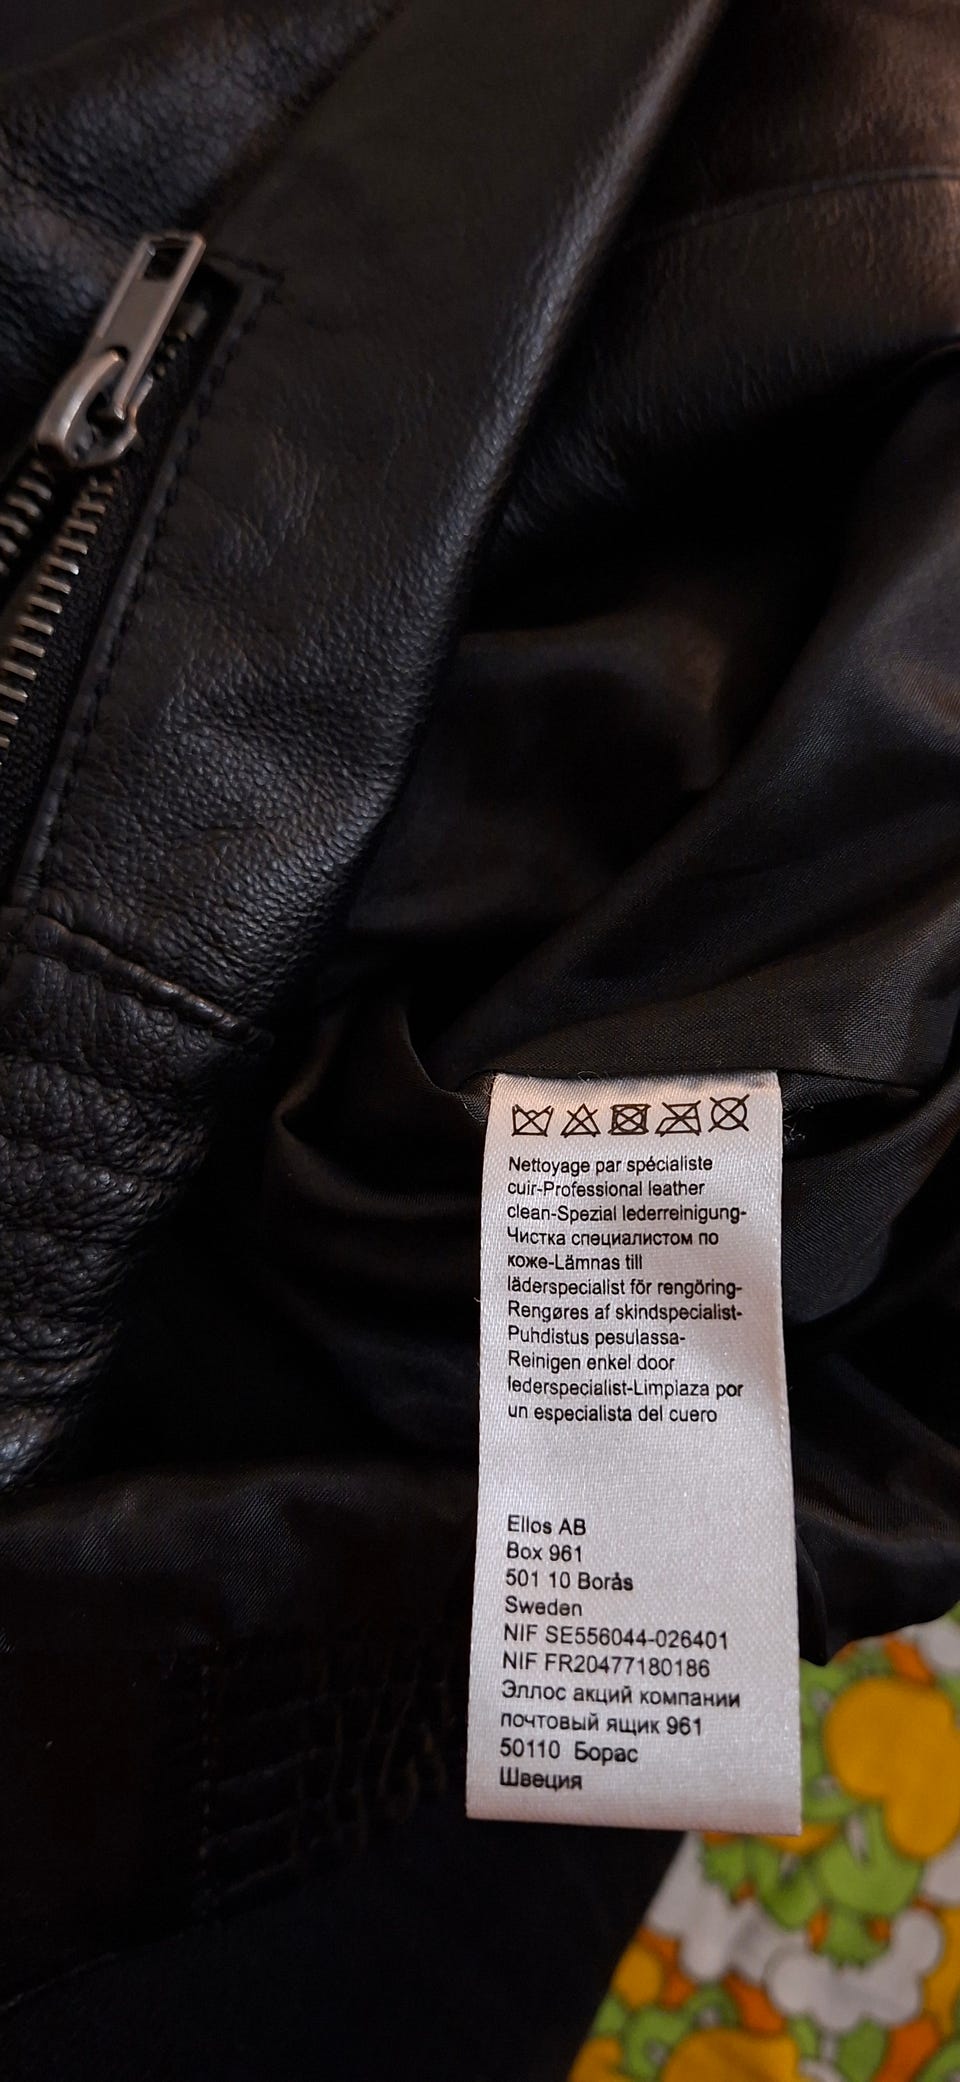 Nettoyage par spécialiste
cuir-Professional leather
clean-Spezial lederreinigung-
Чистка специалистом по
коже-Lämnas till
läderspecialist för rengöring-
Rengøres af skindspecialist-
Puhdistus pesulassa-
Reinigen enkel door
lederspecialist-Limpiaza por
un especialista del cuero
Ellos AB
Box 961
501 10 Borås
Sweden
NIF SE556044-026401
NIF FR20477180186
Эллос акций компании
почтовый ящик 961
50110 Борас
Швеция